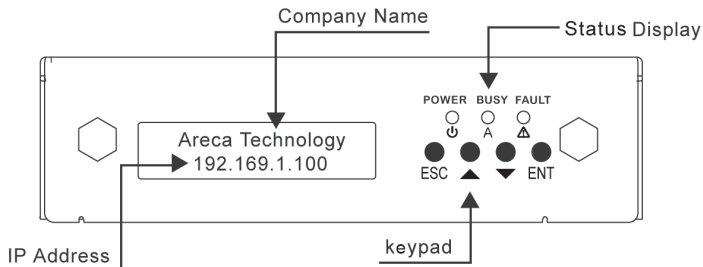 Company Name
Status Display
POWER BUSY FAULT
A
Areca Technology
192.169.1.100
ESC ENT
IP Address
keypad